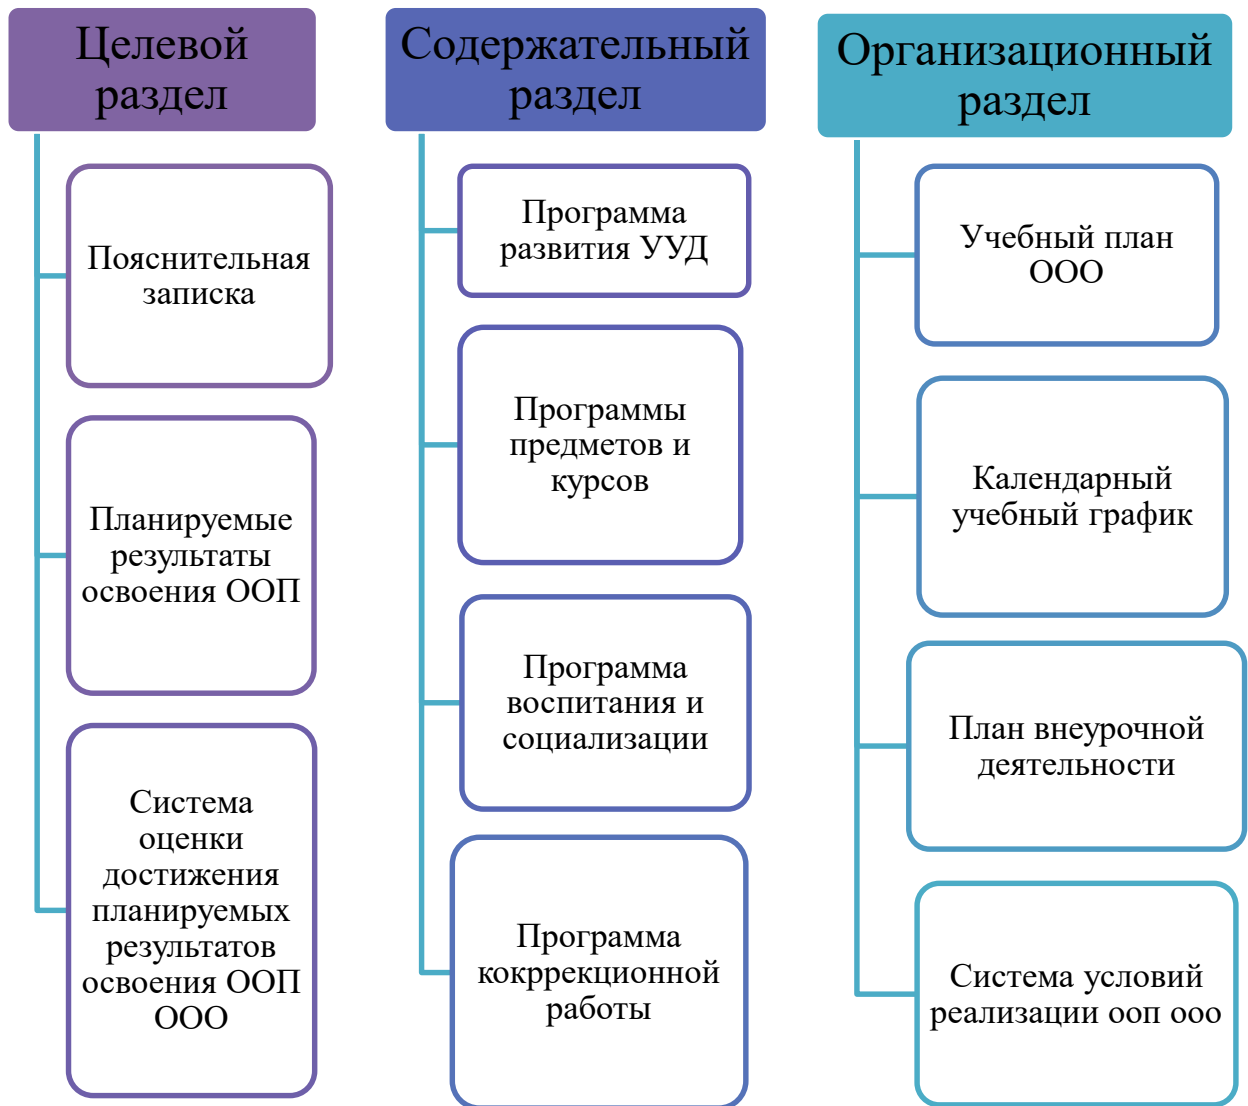 Целевой
раздел
Пояснительная
записка
Планируемые
результаты
освоения ООП
Система
оценки
достижения
планируемых
результатов
освоения ООП
ООО
Содержательный
раздел
Программа
развития УУД
Программы
предметов и
курсов
Программа
воспитания и
социализации
Программа
кокррекционной
работы
Организационный
раздел
Учебный план
ООО
Календарный
учебный график
План внеурочной
деятельности
Система условий
реализации ооп ооо